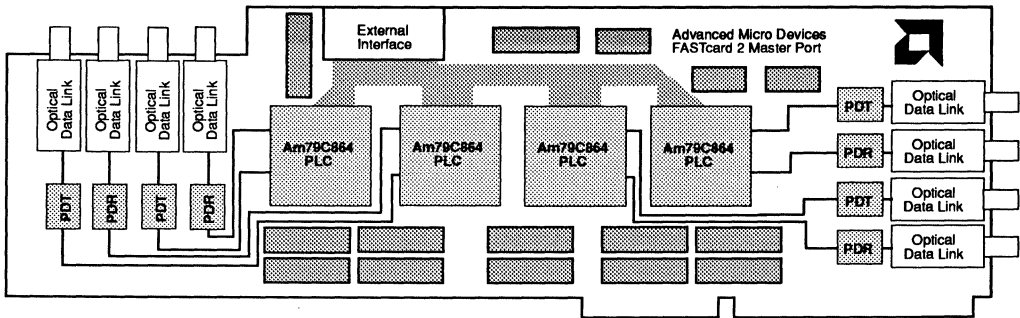 External
Interface
Advanced Micro Devices
FASTcard 2 Master Port
Optical
Data Link
Optical
Data Link
Optical
Data Link
Optical
Data Link
PDT
PDR
PDT
PDR
Am79C864
PLC
Am79C864
PLC
Am79C864
PLC
Am79C864
PLC
PDT
Optical
Data Link
PDR
Optical
Data Link
PDT
Optical
Data Link
PDR
Optical
Data Link